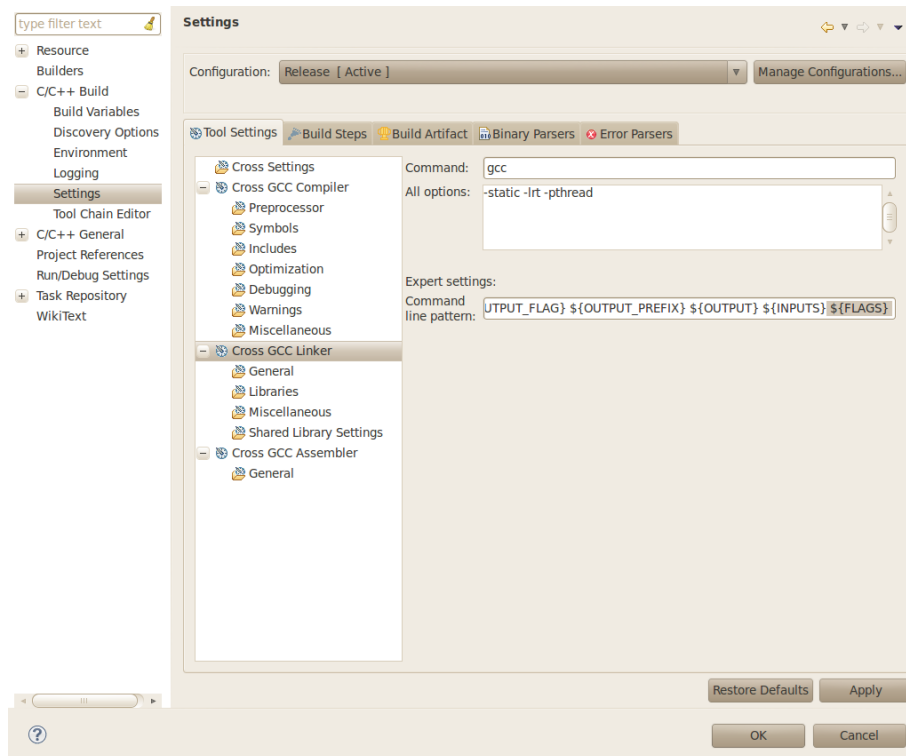 type filter text
Resource
Builders
C/C++ Build
Build Variables
Discovery Options
Environment
Logging
Settings
Tool Chain Editor
C/C++ General
Project References
Run/Debug Settings
Task Repository
WikiText
Settings
Configuration: Release [ Active ] Manage Configurations...
Tool Settings Build Steps Build Artifact Binary Parsers Error Parsers
Cross Settings
Cross GCC Compiler
Preprocessor
Symbols
Includes
Optimization
Debugging
Warnings
Miscellaneous
Cross GCC Linker
General
Libraries
Miscellaneous
Shared Library Settings
Cross GCC Assembler
General
Command: gcc
All options: -static -lrt -pthread
Expert settings:
Command
line pattern: UTPUT_FLAG} ${OUTPUT_PREFIX} ${OUTPUT} ${INPUTS} ${FLAGS}
Restore Defaults Apply
OK Cancel